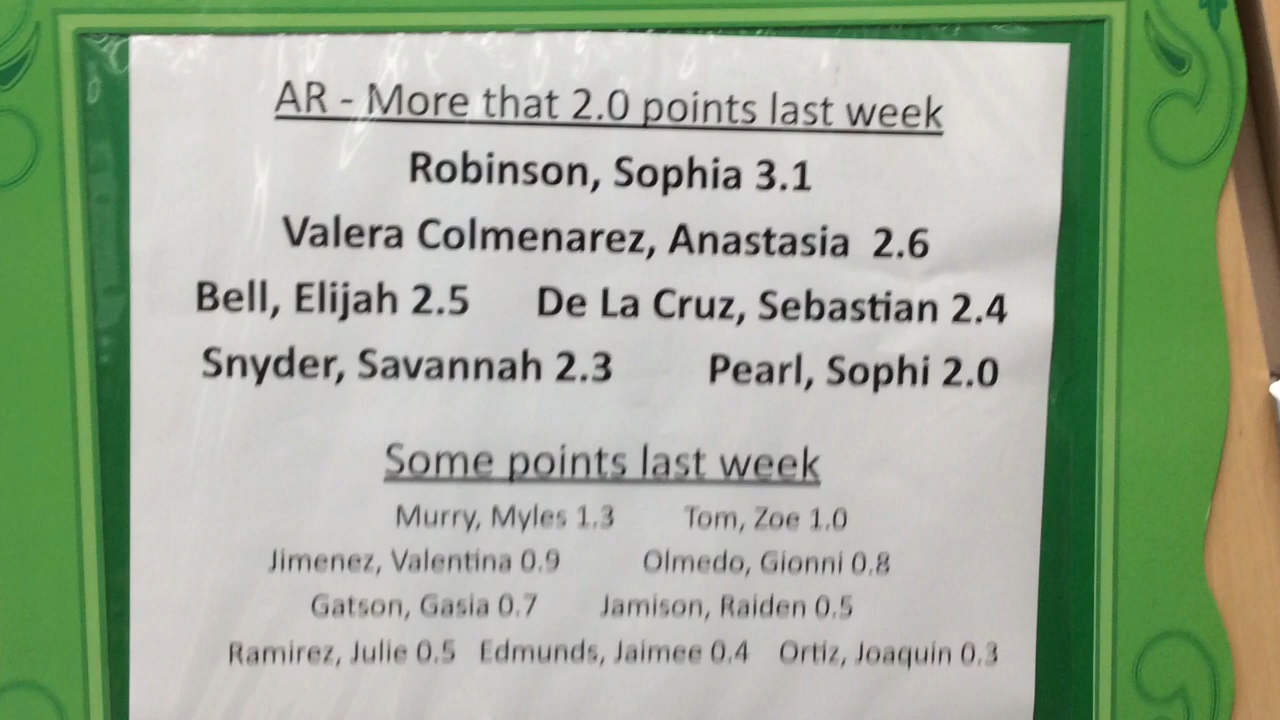 AR - More that 2.0 points last week
Robinson, Sophia 3.1
Valera Colmenarez, Anastasia 2.6
Bell, Elijah 2.5 De La Cruz, Sebastian 2.4
Snyder, Savannah 2.3 Pearl, Sophi 2.0
Some points last week
Murry, Myles 1.3 Tom, Zoe 1.0
Jimenez, Valentina 0.9 Olmedo, Gionni 0.8
Gatson, Gasia 0.7 Jamison, Raiden 0.5
Ramirez, Julie 0.5 Edmunds, Jaimee 0.4 Ortiz, Joaquin 0.3